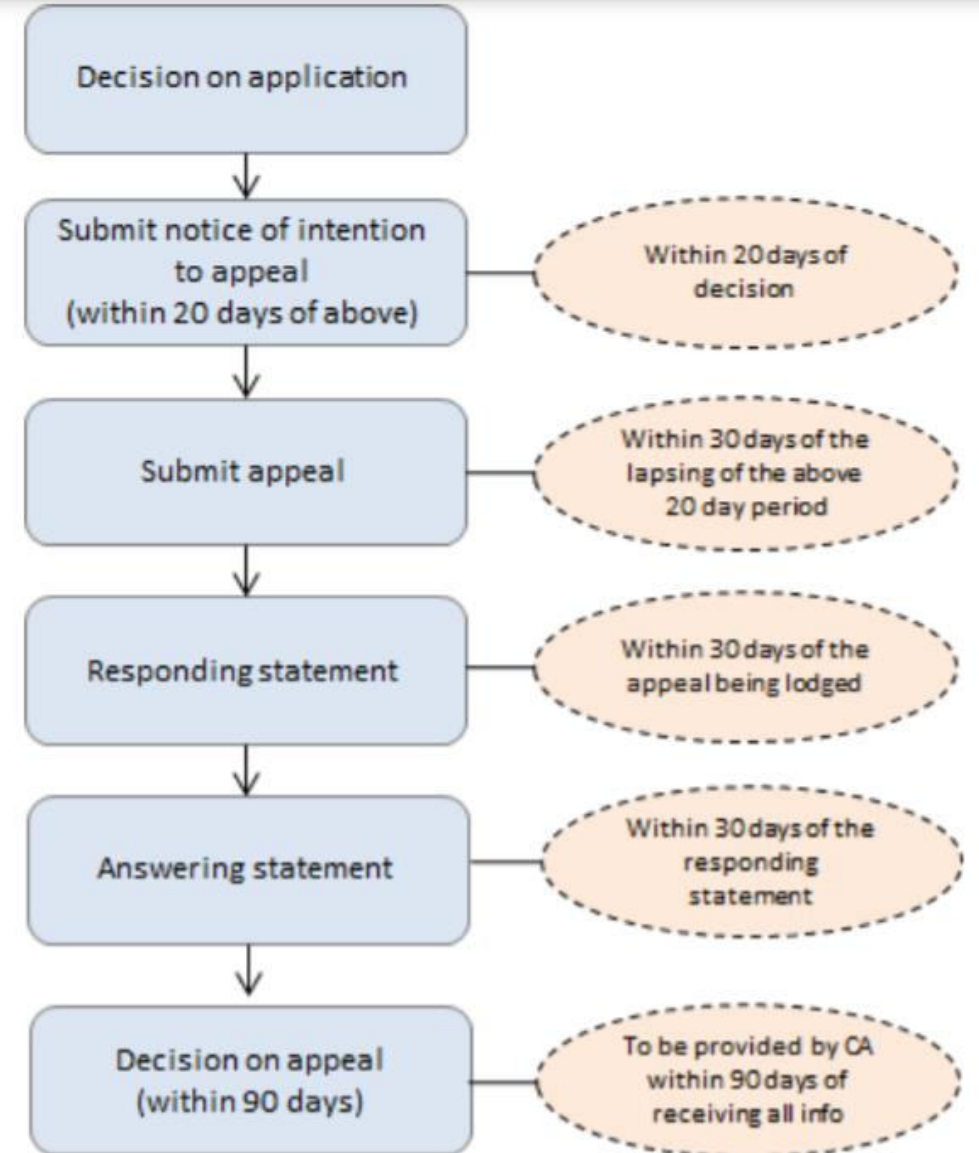 Decision on application
Submit notice of intention
to appeal
(within 20 days of above)
Within 20 days of
decision
Submit appeal
Within 30 days of the
lapsing of the above
20 day period
Responding statement
Within 30 days of the
appeal being lodged
Answering statement
Within 30 days of the
responding
statement
Decision on appeal
(within 90 days)
To be provided by CA
within 90 days of
receiving all info